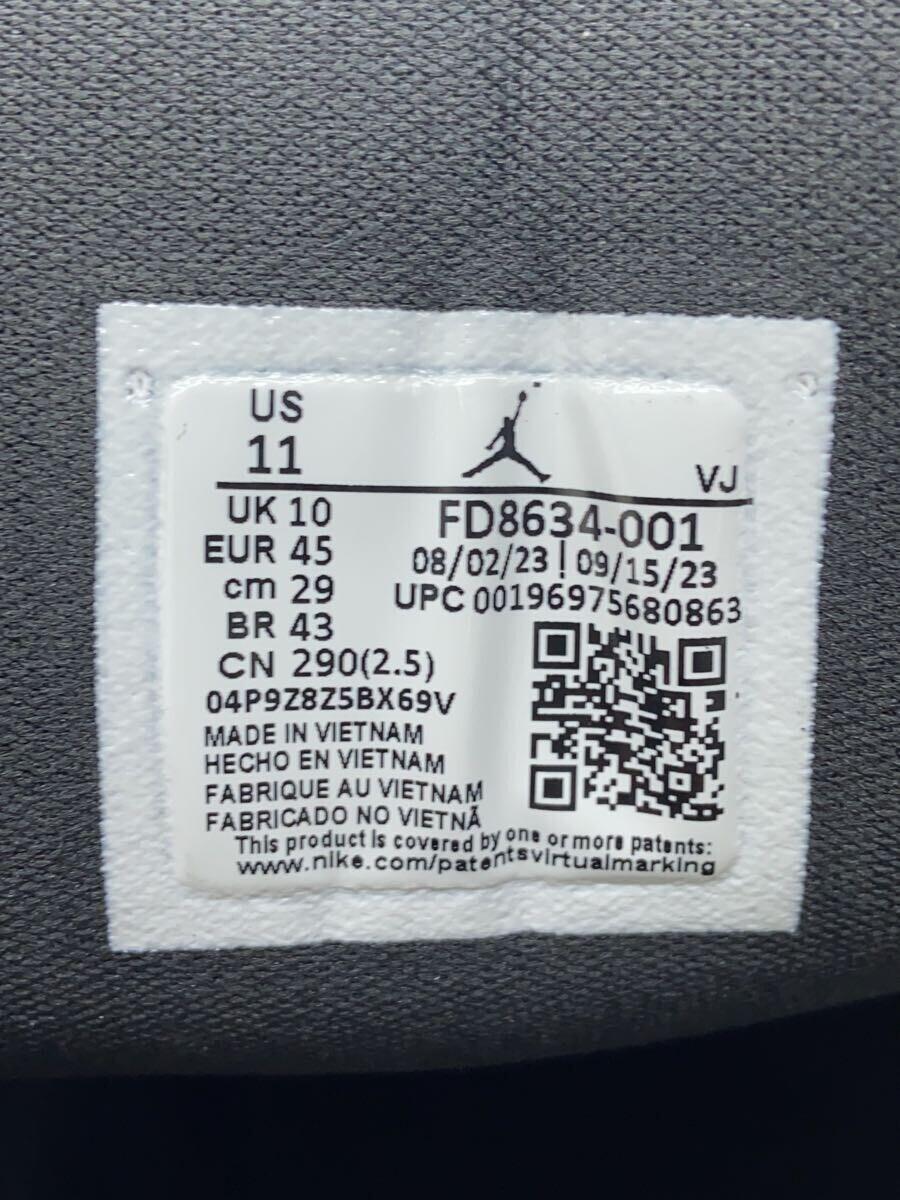 US
11
VJ
UK 10
EUR 45
cm 29
BR 43
CN 290(2.5)
FD8634-001
08/02/23 | 09/15/23
UPC 00196975680863
04P9Z8Z5BX69V
MADE IN VIETNAM
HECHO EN VIETNAM
FABRIQUE AU VIETNAM
FABRICADO NO VIETNÃ
This product is covered by one or more patents:
www.nike.com/patentsvirtualmarking